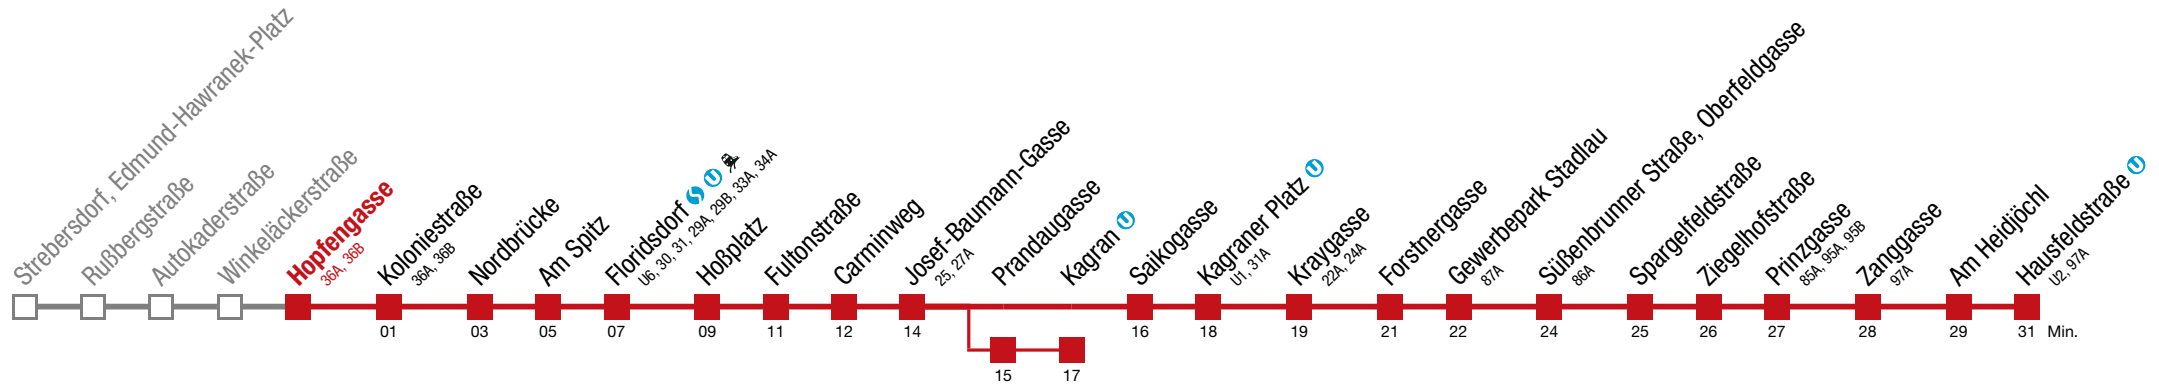 Strebersdorf, Edmund-Hawranek-Platz
Rußbergstraße
Autokaderstraße
Winkeläckerstraße
Hopfengasse
36A, 36B
Koloniestraße
36A, 36B
Nordbrücke
Am Spitz
Floridsdorf
U6, 30, 31, 29A, 29B, 33A, 34A
Hoßplatz
Fultonstraße
Carminweg
Josef-Baumann-Gasse
25, 27A
Prandaugasse
Kagran U
Saikogasse
Kagraner Platz U
U1, 31A
Kraygasse
22A, 24A
Forstnergasse
Gewerbepark Stadlau
87A
Süßenbrunner Straße, Oberfeldgasse
86A
Spargelfeldstraße
Ziegelhofstraße
Prinzgasse
85A, 95A, 95B
Zanggasse
97A
Am Heidjöchl
Hausfeldstraße U
U2, 97A
01 03 05 07 09 11 12 14 16 18 19 21 22 24 25 26 27 28 29 31 Min.
15 17